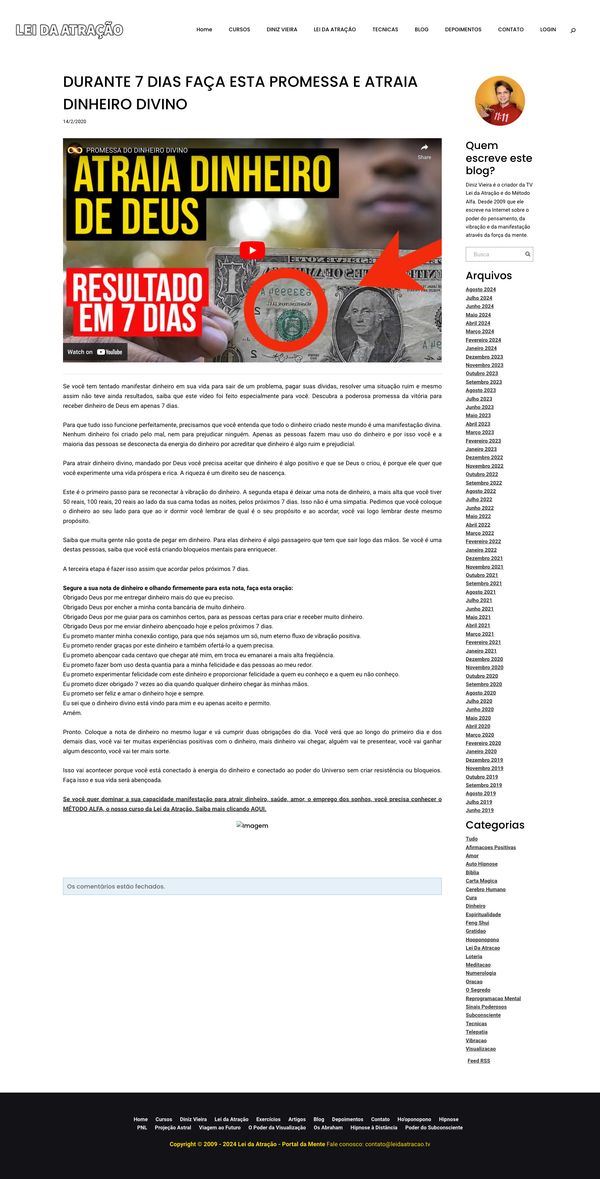 LEI DA ATRAÇÃO
Home CURSOS DINIZ VIEIRA LEI DA ATRAÇÃO TECNICAS BLOG DEPOIMENTOS CONTATO LOGIN
DURANTE 7 DIAS FAÇA ESTA PROMESSA E ATRAIA
DINHEIRO DIVINO
14/2/2020
PROMESSA DO DINHEIRO DIVINO
Share
ATRAIA DINHEIRO
DE DEUS
RESULTADO
EM 7 DIAS
Watch on YouTube
Se você tem tentado manifestar dinheiro em sua vida para sair de um problema, pagar suas dívidas, resolver uma situação ruim e mesmo
assim não teve ainda resultados, saiba que este vídeo foi feito especialmente para você. Descubra a poderosa promessa da vitória para
receber dinheiro de Deus em apenas 7 dias.
Para que tudo isso funcione perfeitamente, precisamos que você entenda que todo o dinheiro criado neste mundo é uma manifestação divina.
Nenhum dinheiro foi criado pelo mal, nem para prejudicar ninguém. Apenas as pessoas fazem mau uso do dinheiro e por isso você e a
maioria das pessoas se desconecta da energia do dinheiro por acreditar que dinheiro é algo ruim e prejudicial.
Para atrair dinheiro divino, mandado por Deus você precisa aceitar que dinheiro é algo positivo e que se Deus o criou, é porque ele quer que
você experimente uma vida próspera e rica. A riqueza é um direito seu de nascença.
Este é o primeiro passo para se reconectar à vibração do dinheiro. A segunda etapa é deixar uma nota de dinheiro, a mais alta que você tiver
50 reais, 100 reais, 20 reais ao lado da sua cama todas as noites, pelos próximos 7 dias. Isso não é uma simpatia. Pedimos que você coloque
o dinheiro ao seu lado para que ao ir dormir você lembrar de qual é o seu propósito e ao acordar, você vai logo lembrar deste mesmo
propósito.
Saiba que muita gente não gosta de pegar em dinheiro. Para elas dinheiro é algo passageiro que tem que sair logo das mãos. Se você é uma
destas pessoas, saiba que você está criando bloqueios mentais para enriquecer.
A terceira etapa é fazer isso assim que acordar pelos próximos 7 dias.
Segure a sua nota de dinheiro e olhando firmemente para esta nota, faça esta oração:
Obrigado Deus por me entregar dinheiro mais do que eu preciso.
Obrigado Deus por encher a minha conta bancária de muito dinheiro.
Obrigado Deus por me guiar para os caminhos certos, para as pessoas certas para criar e receber muito dinheiro.
Obrigado Deus por me enviar dinheiro abençoado hoje e pelos próximos 7 dias.
Eu prometo manter minha conexão contigo, para que nós sejamos um só, num eterno fluxo de vibração positiva.
Eu prometo render graças por este dinheiro e também ofertá-lo a quem precisa.
Eu prometo abençoar cada centavo que chegar até mim, em troca eu emanarei a mais alta freqüência.
Eu prometo fazer bom uso desta quantia para a minha felicidade e das pessoas ao meu redor.
Eu prometo experimentar felicidade com este dinheiro e proporcionar felicidade a quem eu conheço e a quem eu não conheço.
Eu prometo dizer obrigado 7 vezes ao dia quando qualquer dinheiro chegar às minhas mãos.
Eu prometo ser feliz e amar o dinheiro hoje e sempre.
Eu sei que o dinheiro divino está vindo para mim e eu apenas aceito e permito.
Amém.
Pronto. Coloque a nota de dinheiro no mesmo lugar e vá cumprir duas obrigações do dia. Você verá que ao longo do primeiro dia e dos
demais dias, você vai ter muitas experiências positivas com o dinheiro, mais dinheiro vai chegar, alguém vai te presentear, você vai ganhar
algum desconto, você vai ter mais sorte.
Isso vai acontecer porque você está conectado à energia do dinheiro e conectado ao poder do Universo sem criar resistência ou bloqueios.
Faça isso e sua vida será abençoada.
Se você quer dominar a sua capacidade manifestação para atrair dinheiro, saúde, amor, o emprego dos sonhos, você precisa conhecer o
MÉTODO ALFA, o nosso curso da Lei da Atração. Saiba mais clicando AQUI.
Imagem
Os comentários estão fechados.
11:11
Quem
escreve este
blog?
Diniz Vieira é o criador da TV
Lei da Atração e do Método
Alfa. Desde 2009 que ele
escreve na Internet sobre o
poder do pensamento, da
vibração e da manifestação
através da força da mente.
Busca
Arquivos
Agosto 2024
Julho 2024
Junho 2024
Maio 2024
Abril 2024
Março 2024
Fevereiro 2024
Janeiro 2024
Dezembro 2023
Novembro 2023
Outubro 2023
Setembro 2023
Agosto 2023
Julho 2023
Junho 2023
Maio 2023
Abril 2023
Março 2023
Fevereiro 2023
Janeiro 2023
Dezembro 2022
Novembro 2022
Outubro 2022
Setembro 2022
Agosto 2022
Julho 2022
Junho 2022
Maio 2022
Abril 2022
Março 2022
Fevereiro 2022
Janeiro 2022
Dezembro 2021
Novembro 2021
Outubro 2021
Setembro 2021
Agosto 2021
Julho 2021
Junho 2021
Maio 2021
Abril 2021
Março 2021
Fevereiro 2021
Janeiro 2021
Dezembro 2020
Novembro 2020
Outubro 2020
Setembro 2020
Agosto 2020
Julho 2020
Junho 2020
Maio 2020
Abril 2020
Março 2020
Fevereiro 2020
Janeiro 2020
Dezembro 2019
Novembro 2019
Outubro 2019
Setembro 2019
Agosto 2019
Julho 2019
Junho 2019
Categorias
Tudo
Afirmacoes Positivas
Amor
Auto Hipnose
Bíblia
Carta Magica
Cerebro Humano
Cura
Dinheiro
Espiritualidade
Feng Shui
Gratidao
Hooponopono
Lei Da Atracao
Loteria
Meditacao
Numerologia
Oracao
O Segredo
Reprogramacao Mental
Sinais Poderosos
Subconsciente
Tecnicas
Telepatia
Vibracao
Visualizacao
Feed RSS
Home Cursos Diniz Vieira Lei da Atração Exercícios Artigos Blog Depoimentos Contato Ho'oponopono Hipnose
PNL Projeção Astral Viagem ao Futuro O Poder da Visualização Os Abraham Hipnose à Distância Poder do Subconsciente
Copyright © 2009 - 2024 Lei da Atração - Portal da Mente Fale conosco: contato@leidaatracao.tv